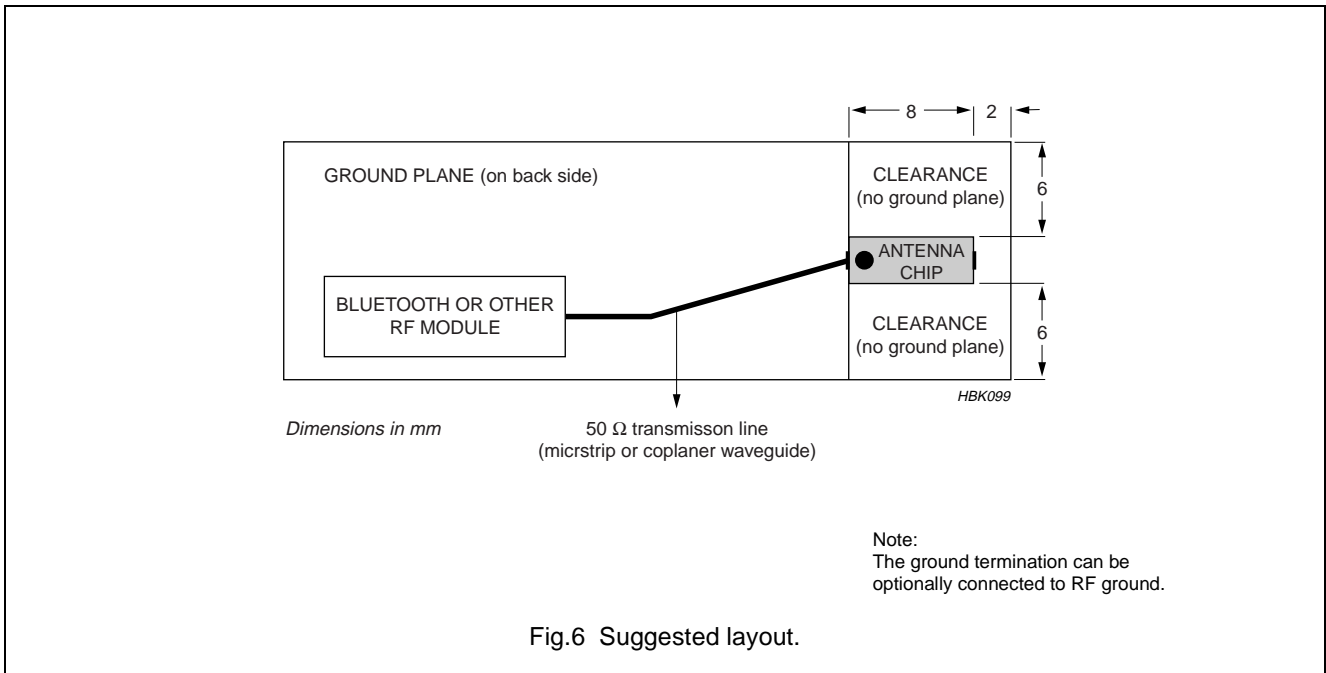 8
2
GROUND PLANE (on back side)
CLEARANCE
(no ground plane)
6
ANTENNA
CHIP
BLUETOOTH OR OTHER
RF MODULE
CLEARANCE
(no ground plane)
6
HBK099
Dimensions in mm
50 Ω transmisson line
(micrstrip or coplaner waveguide)
Note:
The ground termination can be
optionally connected to RF ground.
Fig.6 Suggested layout.